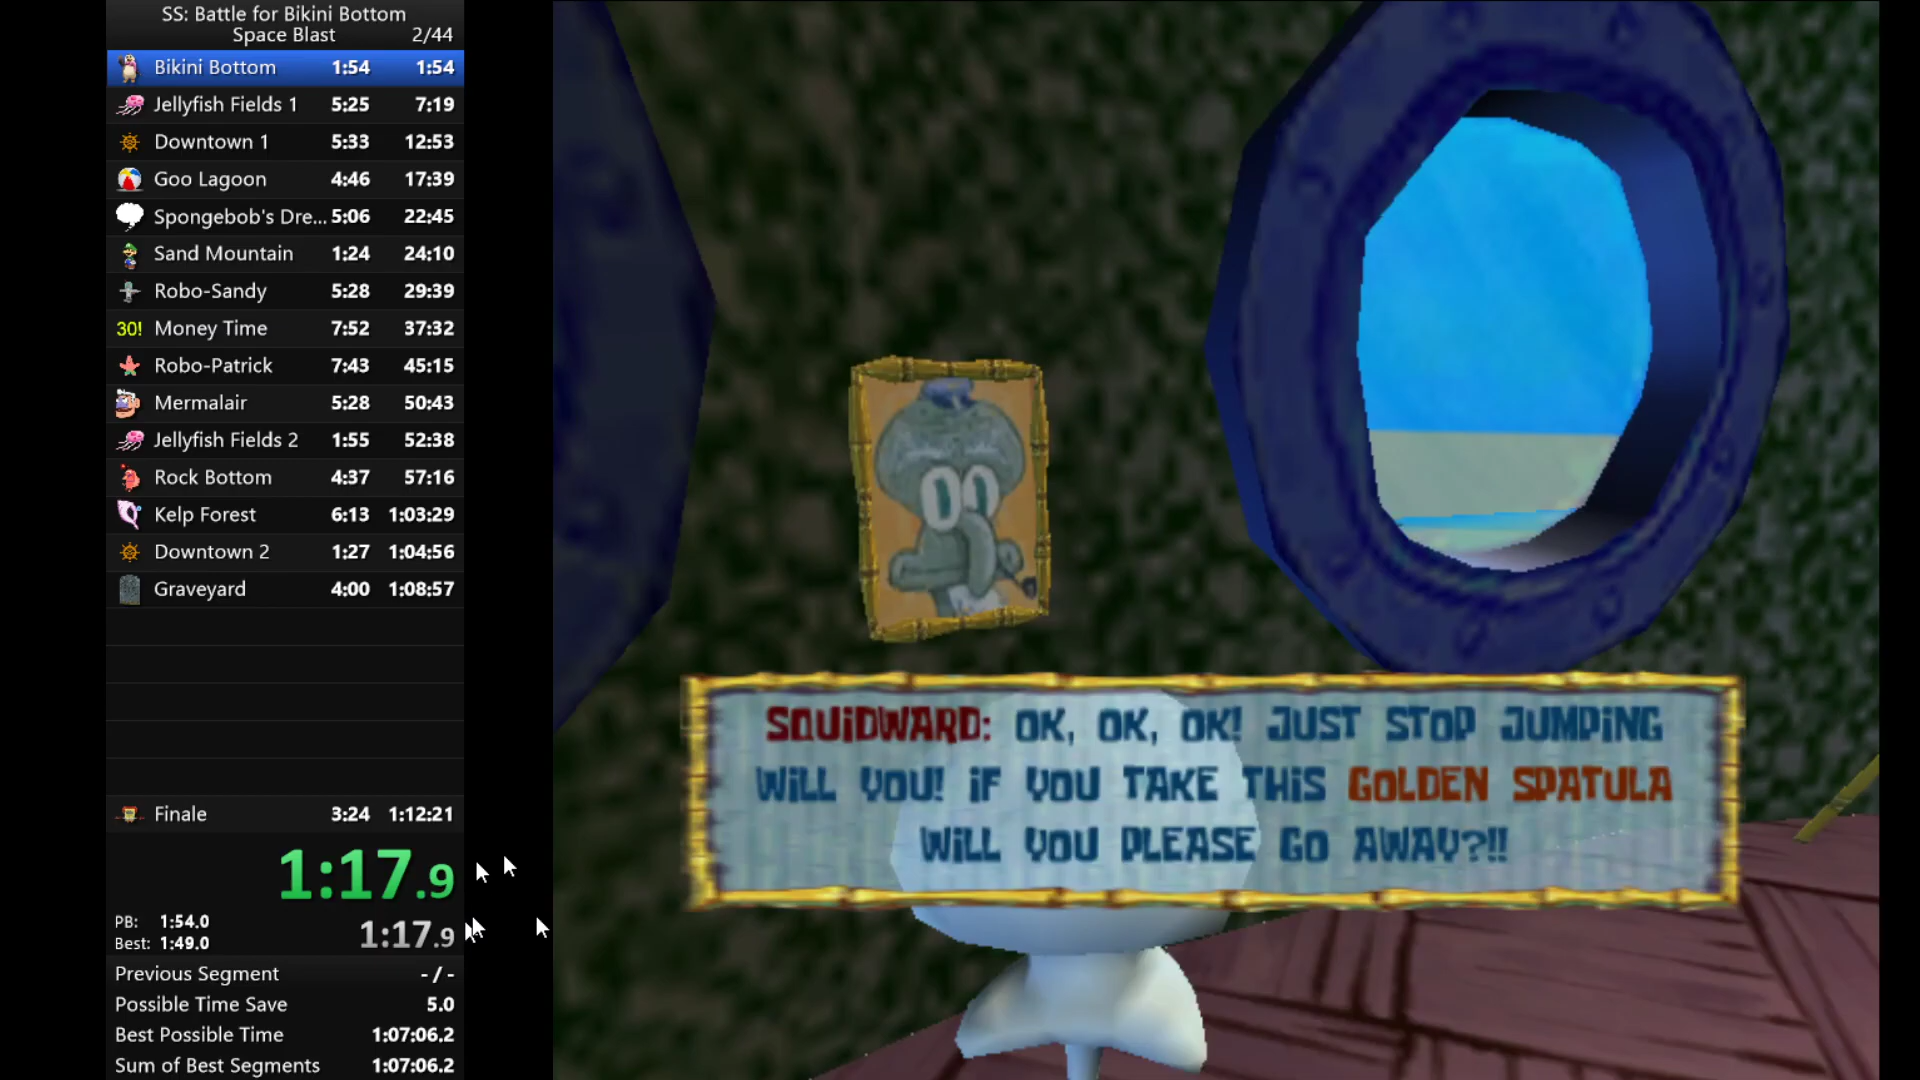 SS: Battle for Bikini Bottom
Space Blast 2/44
Bikini Bottom 1:54 1:54
Jellyfish Fields 1 5:25 7:19
Downtown 1 5:33 12:53
Goo Lagoon 4:46 17:39
Spongebob's Dre... 5:06 22:45
Sand Mountain 1:24 24:10
Robo-Sandy 5:28 29:39
30! Money Time 7:52 37:32
Robo-Patrick 7:43 45:15
Mermalair 5:28 50:43
Jellyfish Fields 2 1:55 52:38
Rock Bottom 4:37 57:16
Kelp Forest 6:13 1:03:29
Downtown 2 1:27 1:04:56
Graveyard 4:00 1:08:57
Finale 3:24 1:12:21
1:17.9
PB: 1:54.0
Best: 1:49.0
1:17.9
Previous Segment - / -
Possible Time Save 5.0
Best Possible Time 1:07:06.2
Sum of Best Segments 1:07:06.2
SQUIDWARD: OK, OK, OK! JUST STOP JUMPING
WILL YOU! IF YOU TAKE THIS GOLDEN SPATULA
WILL YOU PLEASE GO AWAY?!!